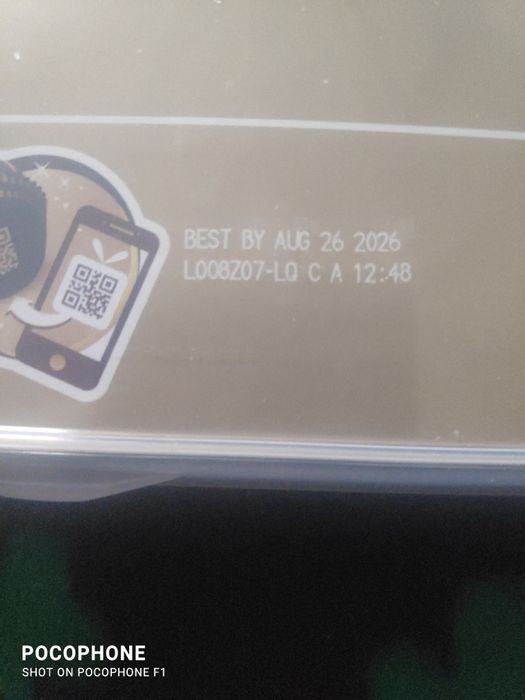 BEST BY AUG 26 2026
L008Z07-LQ C A 12:48
POCOPHONE
SHOT ON POCOPHONE F1